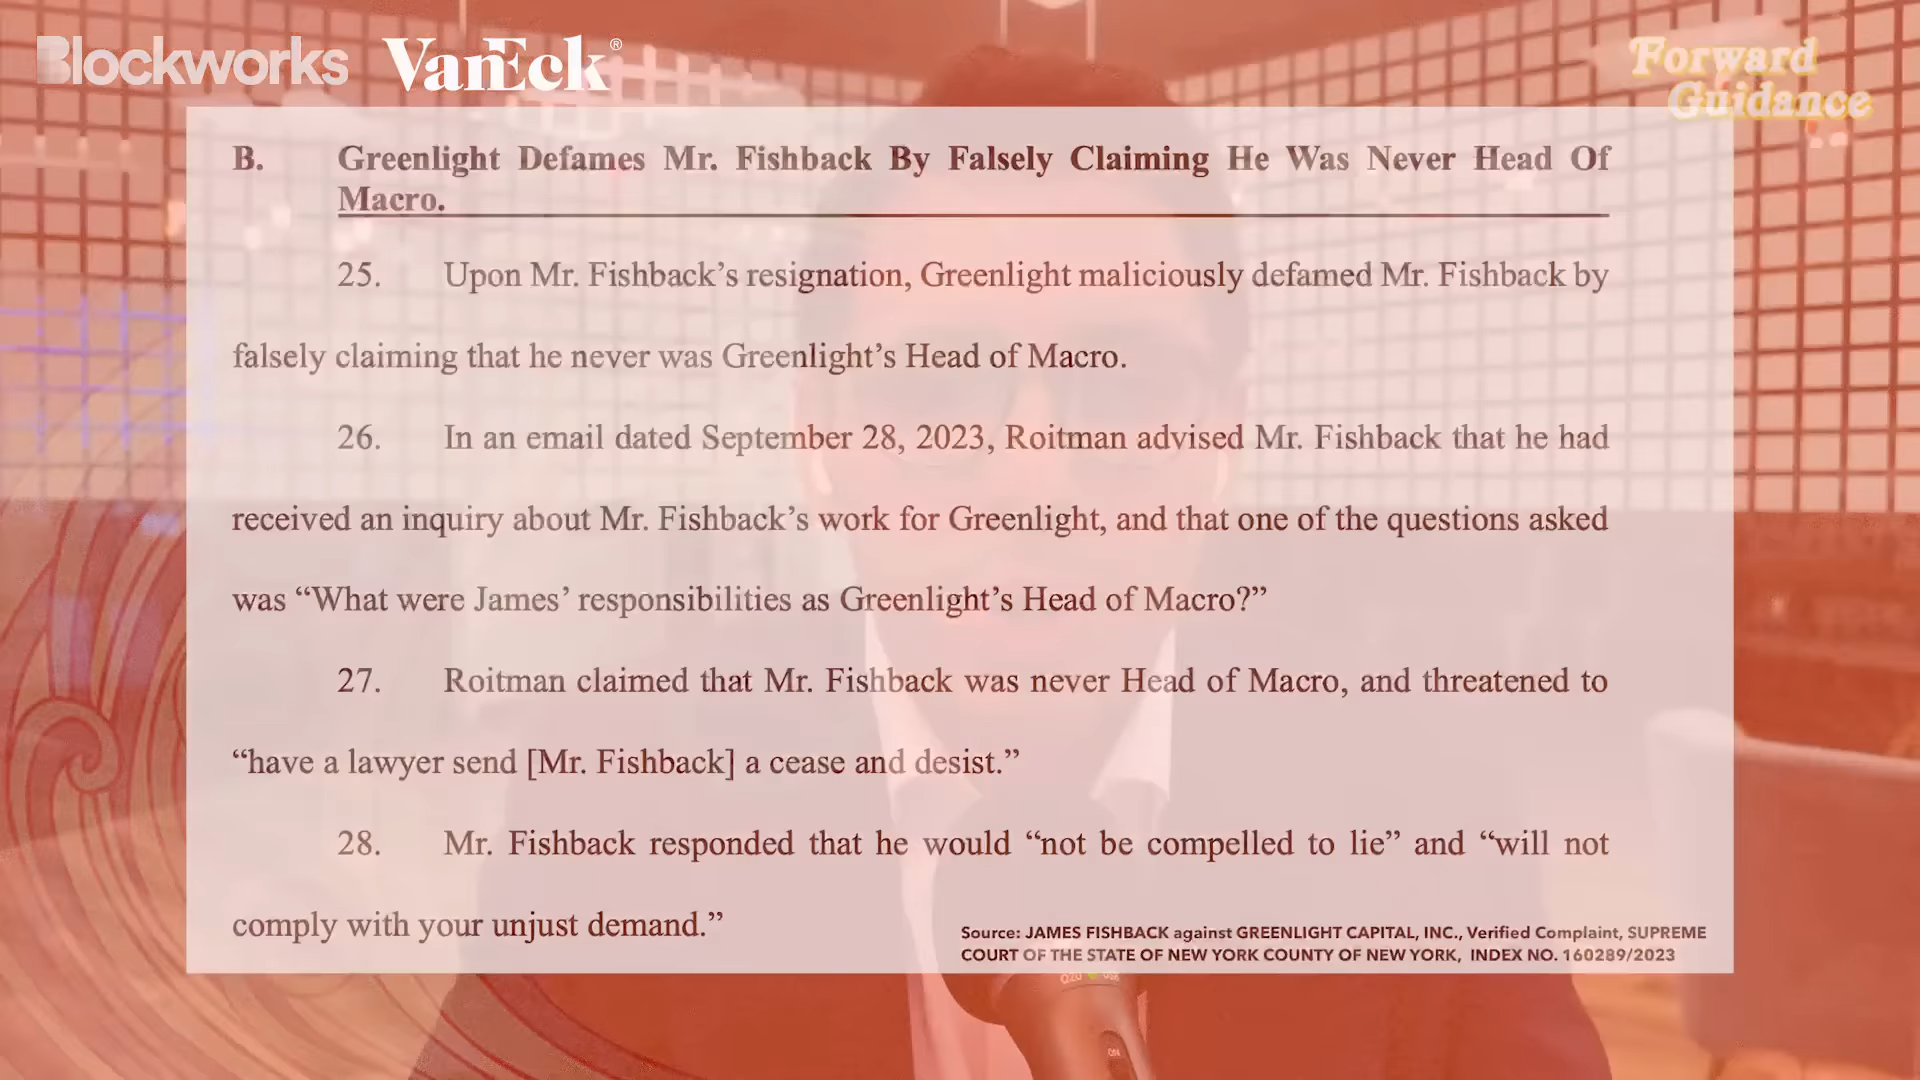 Blockworks VanEck®
Forward
Guidance
B. Greenlight Defames Mr. Fishback By Falsely Claiming He Was Never Head Of
Macro.
25. Upon Mr. Fishback’s resignation, Greenlight maliciously defamed Mr. Fishback by
falsely claiming that he never was Greenlight’s Head of Macro.
26. In an email dated September 28, 2023, Roitman advised Mr. Fishback that he had
received an inquiry about Mr. Fishback’s work for Greenlight, and that one of the questions asked
was “What were James’ responsibilities as Greenlight’s Head of Macro?”
27. Roitman claimed that Mr. Fishback was never Head of Macro, and threatened to
“have a lawyer send [Mr. Fishback] a cease and desist.”
28. Mr. Fishback responded that he would “not be compelled to lie” and “will not
comply with your unjust demand.”
Source: JAMES FISHBACK against GREENLIGHT CAPITAL, INC., Verified Complaint, SUPREME
COURT OF THE STATE OF NEW YORK COUNTY OF NEW YORK, INDEX NO. 160289/2023
ON